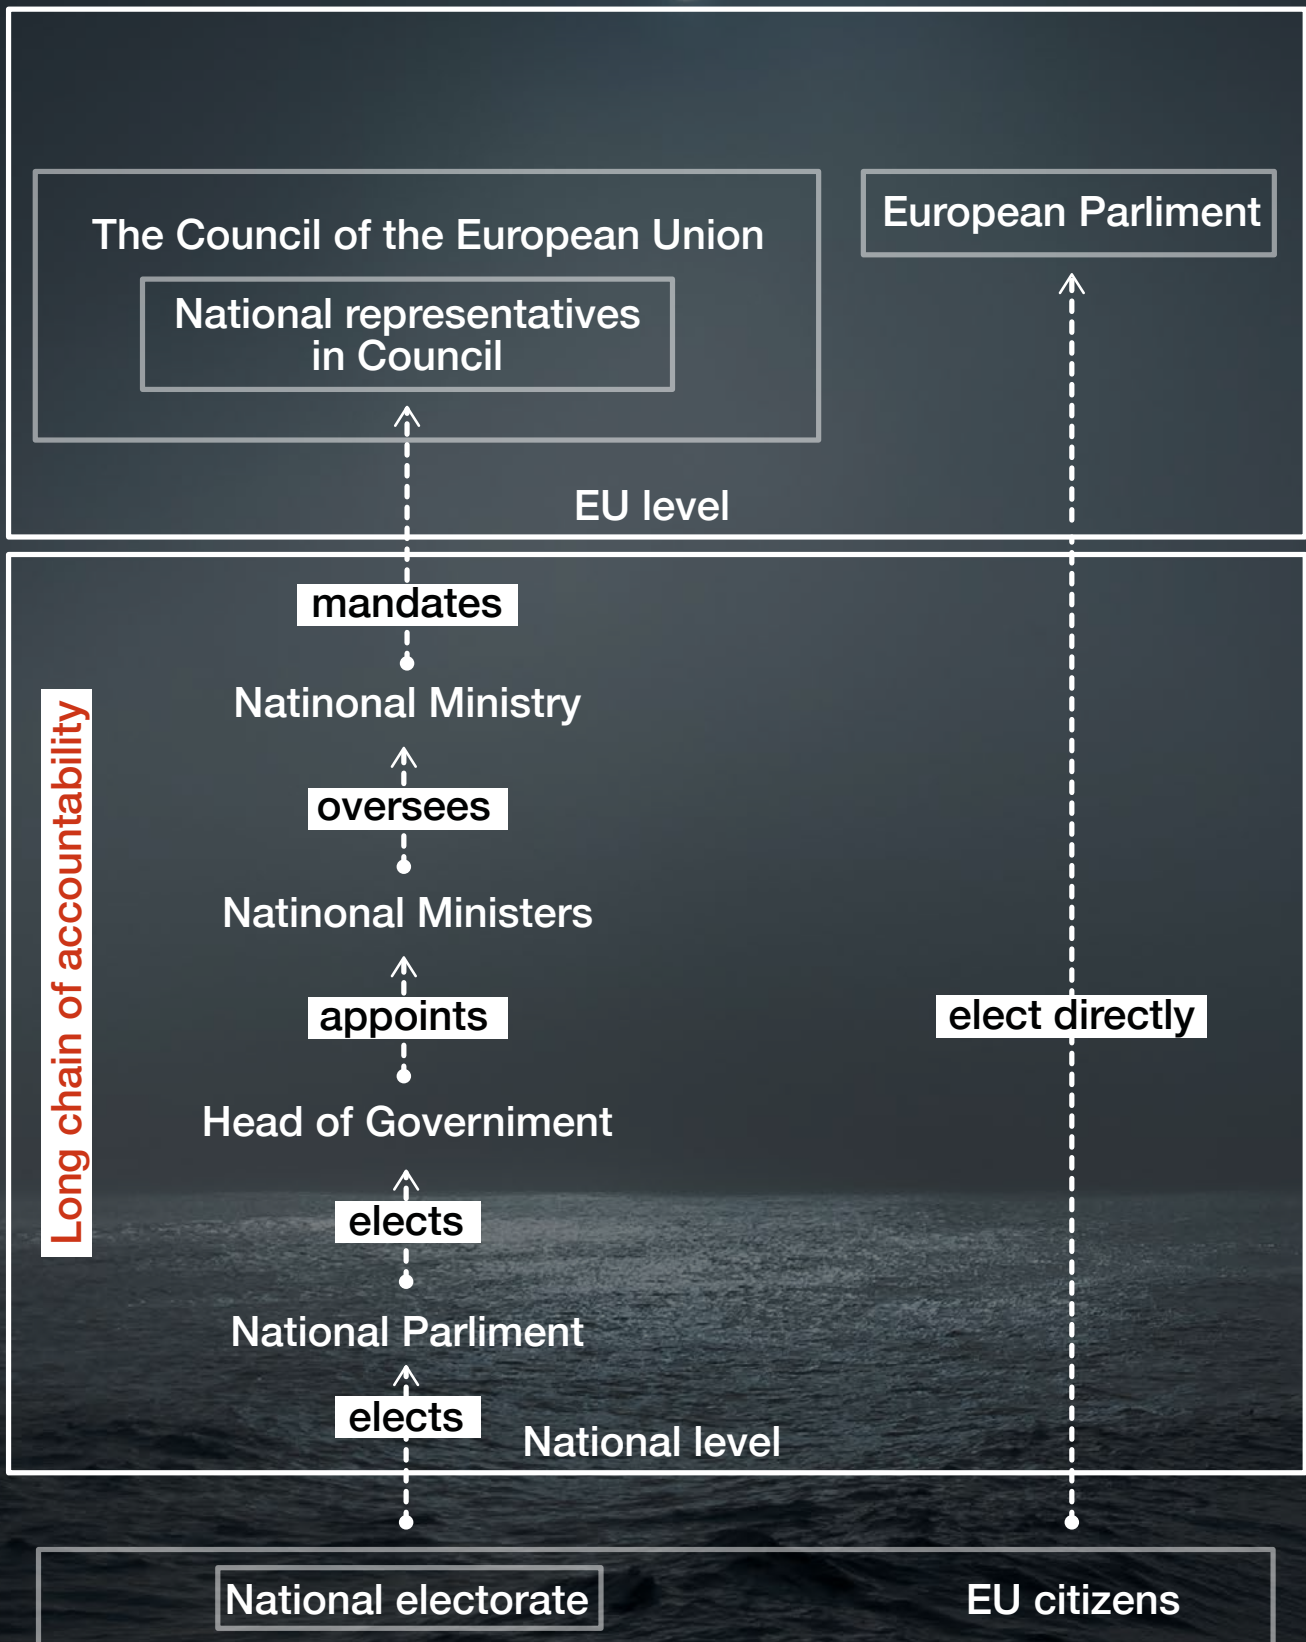 The Council of the European Union
National representatives
in Council
European Parliment
EU level
mandates
Natinonal Ministry
oversees
Natinonal Ministers
appoints
Head of Governiment
elects
National Parliment
elects
National level
Long chain of accountability
elect directly
National electorate
EU citizens